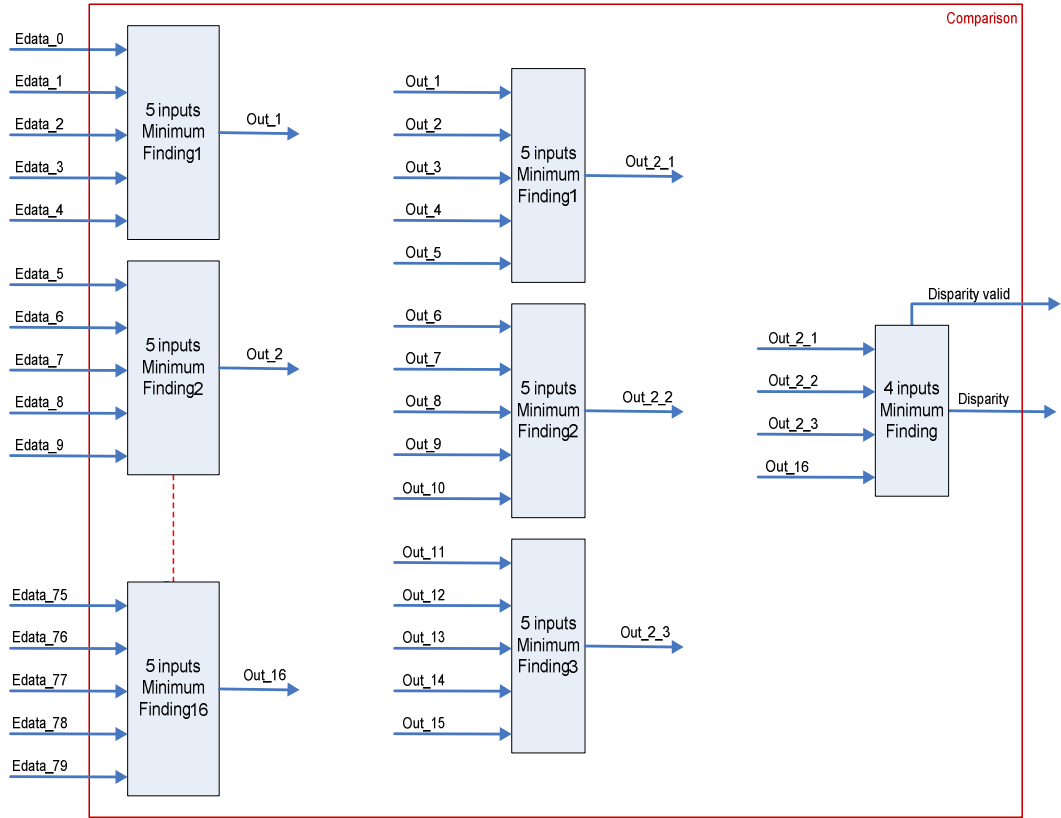 Comparison
Edata_0
Edata_1
Edata_2
Edata_3
Edata_4
5 inputs
Minimum
Finding1
Out_1
Edata_5
Edata_6
Edata_7
Edata_8
Edata_9
5 inputs
Minimum
Finding2
Out_2
Edata_75
Edata_76
Edata_77
Edata_78
Edata_79
5 inputs
Minimum
Finding16
Out_16
Out_1
Out_2
Out_3
Out_4
Out_5
5 inputs
Minimum
Finding1
Out_2_1
Out_6
Out_7
Out_8
Out_9
Out_10
5 inputs
Minimum
Finding2
Out_2_2
Out_11
Out_12
Out_13
Out_14
Out_15
5 inputs
Minimum
Finding3
Out_2_3
Out_2_1
Out_2_2
Out_2_3
Out_16
4 inputs
Minimum
Finding
Disparity valid
Disparity